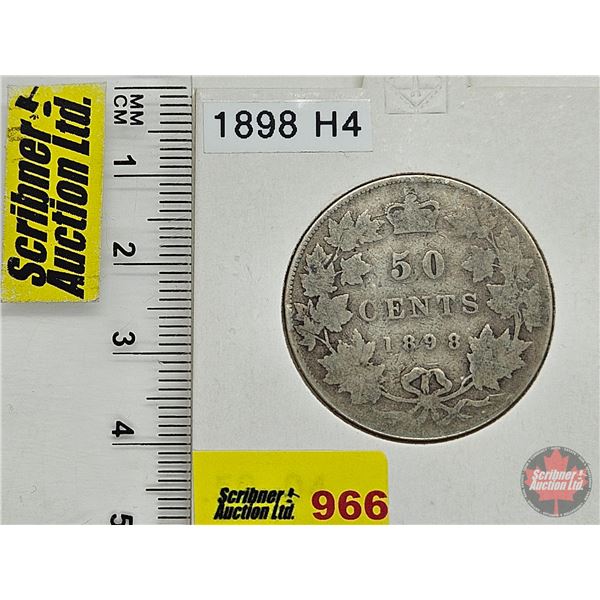 Scribner
Auction Ltd.
MM
CM
1
2
3
4
5
1898 H4
50
CENTS
1898
Scribner
Auction Ltd.
966
Scribner
Auction Ltd.